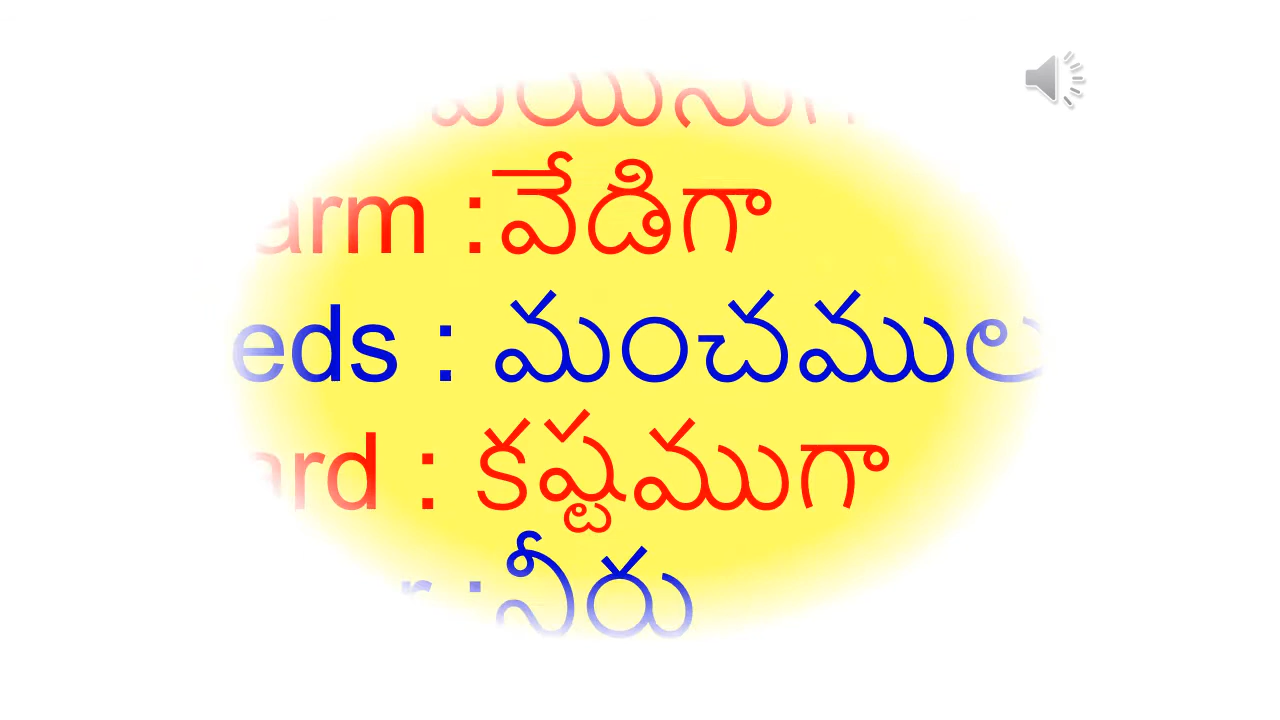 arm :వేడిగా
eds : మంచముల
ard : కష్టముగా
r :నీరు